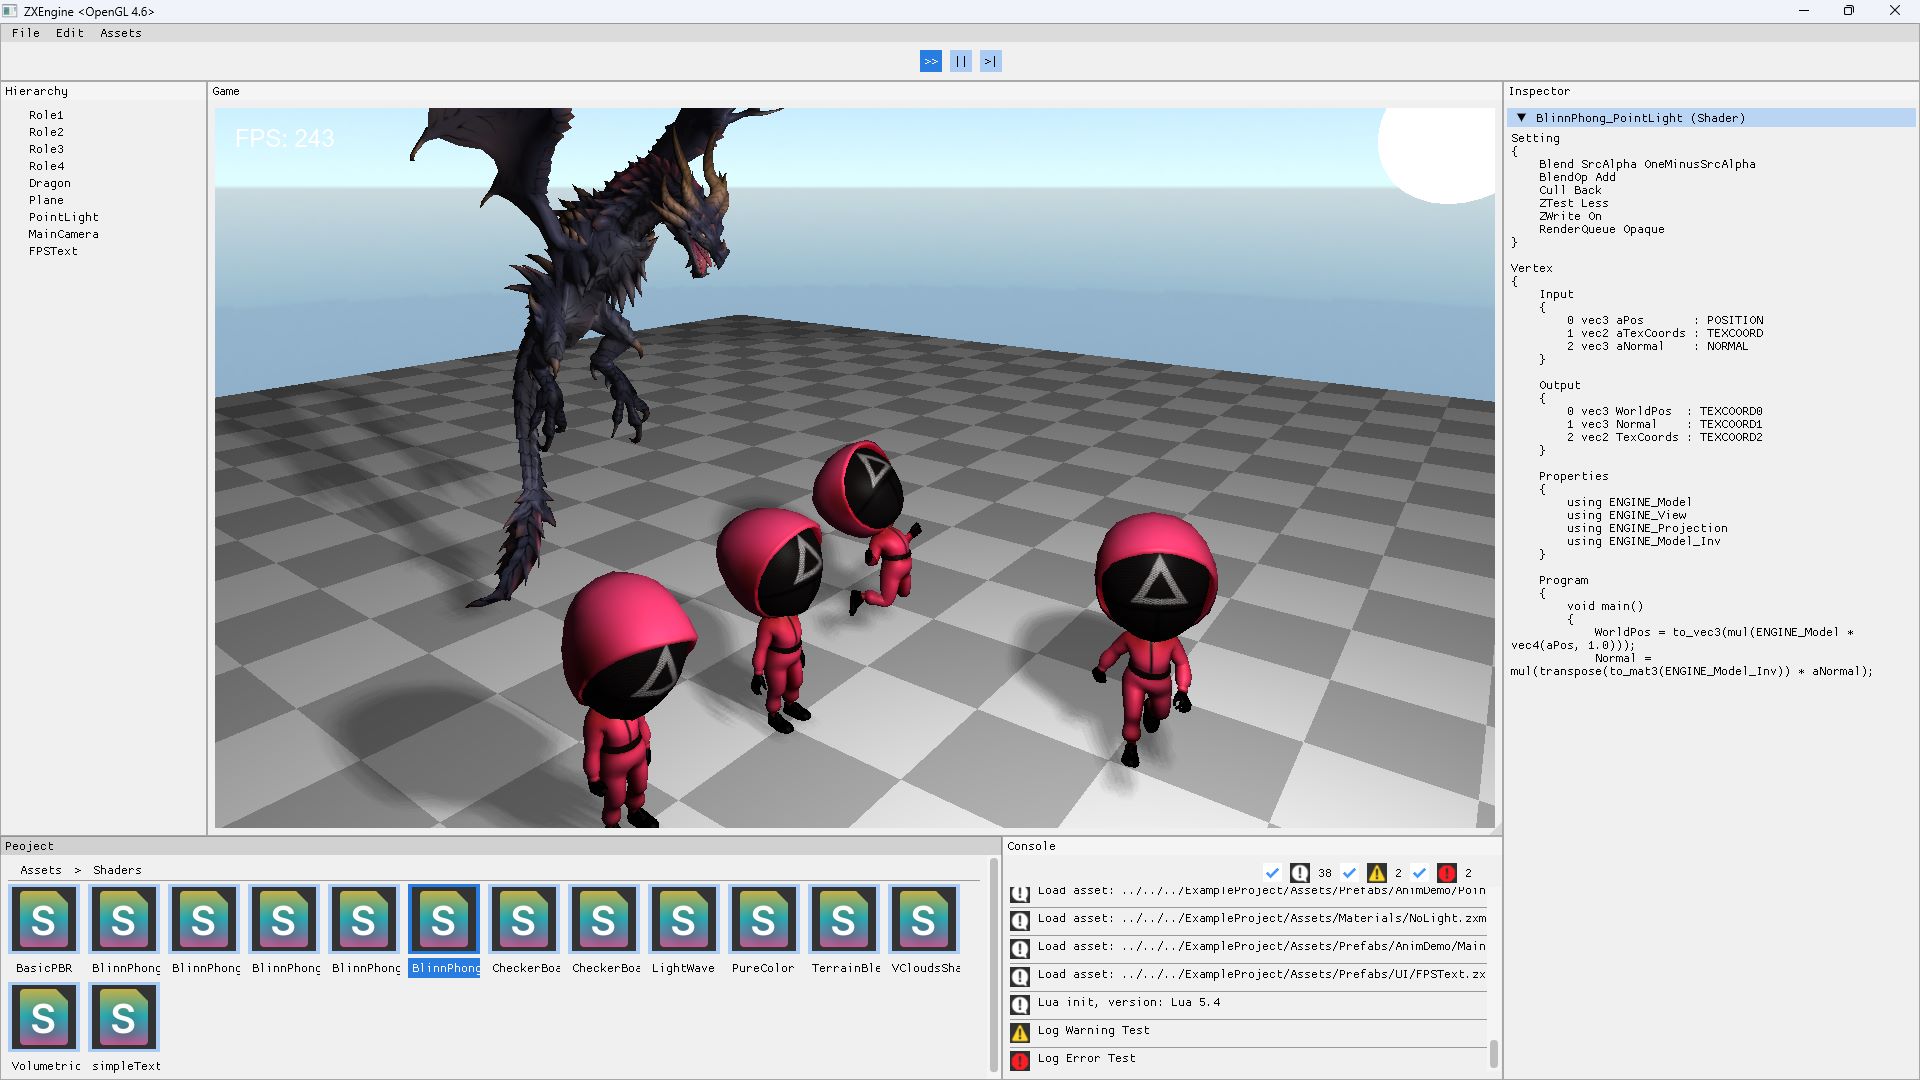 ZXEngine <OpenGL 4.6>
File Edit Assets
>> || >|
Hierarchy
Role1
Role2
Role3
Role4
Dragon
Plane
PointLight
MainCamera
FPSText
Game
FPS: 243
Inspector
BlinnPhong_PointLight (Shader)
Setting
{
Blend SrcAlpha OneMinusSrcAlpha
BlendOp Add
Cull Back
ZTest Less
ZWrite On
RenderQueue Opaque
}
Vertex
{
Input
{
0 vec3 aPos : POSITION
1 vec2 aTexCoords : TEXCOORD
2 vec3 aNormal : NORMAL
}
Output
{
0 vec3 WorldPos : TEXCOORD0
1 vec3 Normal : TEXCOORD1
2 vec2 TexCoords : TEXCOORD2
}
Properties
{
using ENGINE_Model
using ENGINE_View
using ENGINE_Projection
using ENGINE_Model_Inv
}
Program
{
void main()
{
WorldPos = to_vec3(mul(ENGINE_Model *
vec4(aPos, 1.0)));
Normal =
mul(transpose(to_mat3(ENGINE_Model_Inv)) * aNormal);
Peoject
Assets > Shaders
S S S S S S S S S S S S
BasicPBR BlinnPhong BlinnPhong BlinnPhong BlinnPhong BlinnPhong CheckerBoa CheckerBoa LightWave PureColor TerrainBle VCloudsSha
S S
Volumetric simpleText
Console
38 2 2
Load asset: ../../../ExampleProject/Assets/Prefabs/AnimDemo/Poin
Load asset: ../../../ExampleProject/Assets/Materials/NoLight.zxm
Load asset: ../../../ExampleProject/Assets/Prefabs/AnimDemo/Main
Load asset: ../../../ExampleProject/Assets/Prefabs/UI/FPSText.zx
Lua init, version: Lua 5.4
Log Warning Test
Log Error Test